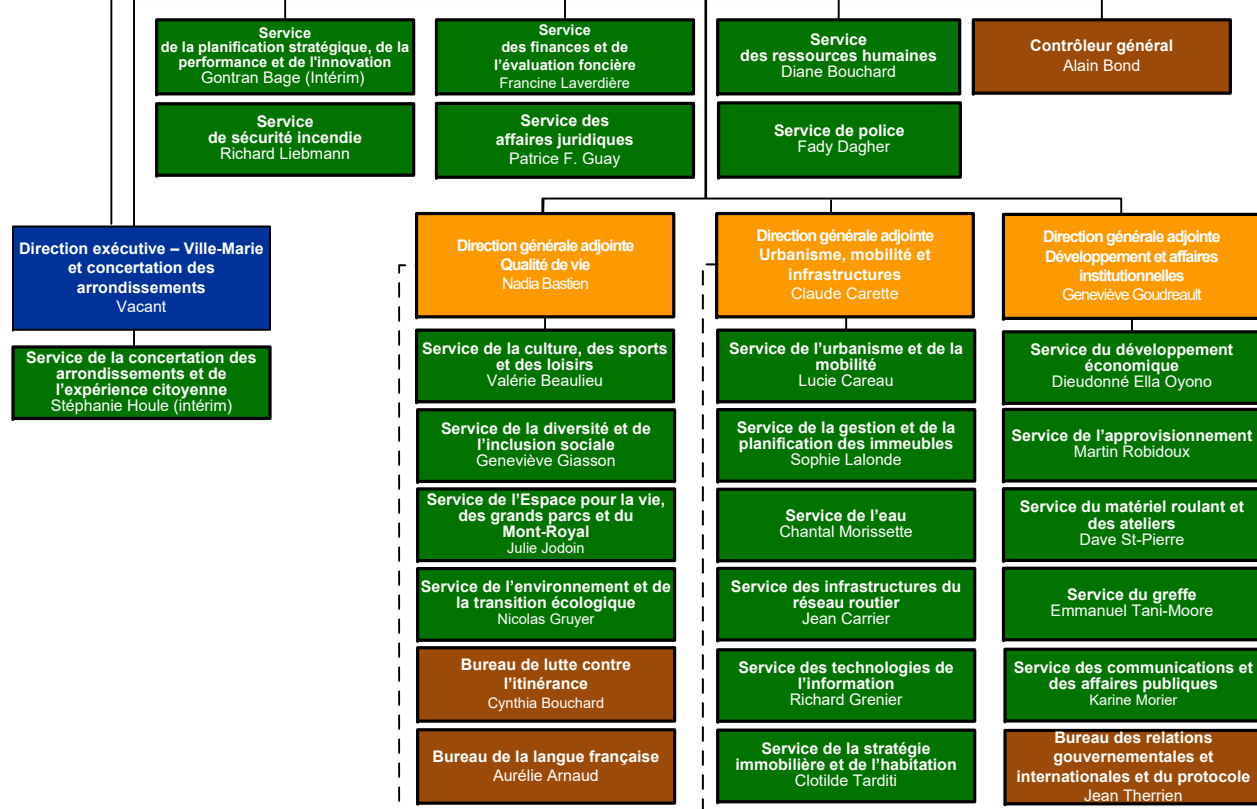 Service
de la planification stratégique, de la
performance et de l'innovation
Gontran Bage (Intérim)
Service
des finances et de
l'évaluation foncière
Francine Laverdière
Service
des ressources humaines
Diane Bouchard
Contrôleur général
Alain Bond
Service
de sécurité incendie
Richard Liebmann
Service des
affaires juridiques
Patrice F. Guay
Service de police
Fady Dagher
Direction exécutive – Ville-Marie
et concertation des
arrondissements
Vacant
Service de la concertation des
arrondissements et de
l'expérience citoyenne
Stéphanie Houle (intérim)
Direction générale adjointe
Qualité de vie
Nadia Bastien
Service de la culture, des sports
et des loisirs
Valérie Beaulieu
Service de la diversité et de
l'inclusion sociale
Geneviève Giasson
Service de l'Espace pour la vie,
des grands parcs et du
Mont-Royal
Julie Jodoin
Service de l'environnement et de
la transition écologique
Nicolas Gruyer
Bureau de lutte contre
l'itinérance
Cynthia Bouchard
Bureau de la langue française
Aurélie Arnaud
Direction générale adjointe
Urbanisme, mobilité et
infrastructures
Claude Carette
Service de l'urbanisme et de la
mobilité
Lucie Careau
Service de la gestion et de la
planification des immeubles
Sophie Lalonde
Service de l'eau
Chantal Morissette
Service des infrastructures du
réseau routier
Jean Carrier
Service des technologies de
l'information
Richard Grenier
Service de la stratégie
immobilière et de l'habitation
Clotilde Tarditi
Direction générale adjointe
Développement et affaires
institutionnelles
Geneviève Goudreault
Service du développement
économique
Dieudonné Ella Oyono
Service de l'approvisionnement
Martin Robidoux
Service du matériel roulant et
des ateliers
Dave St-Pierre
Service du greffe
Emmanuel Tani-Moore
Service des communications et
des affaires publiques
Karine Morier
Bureau des relations
gouvernementales et
internationales et du protocole
Jean Therrien